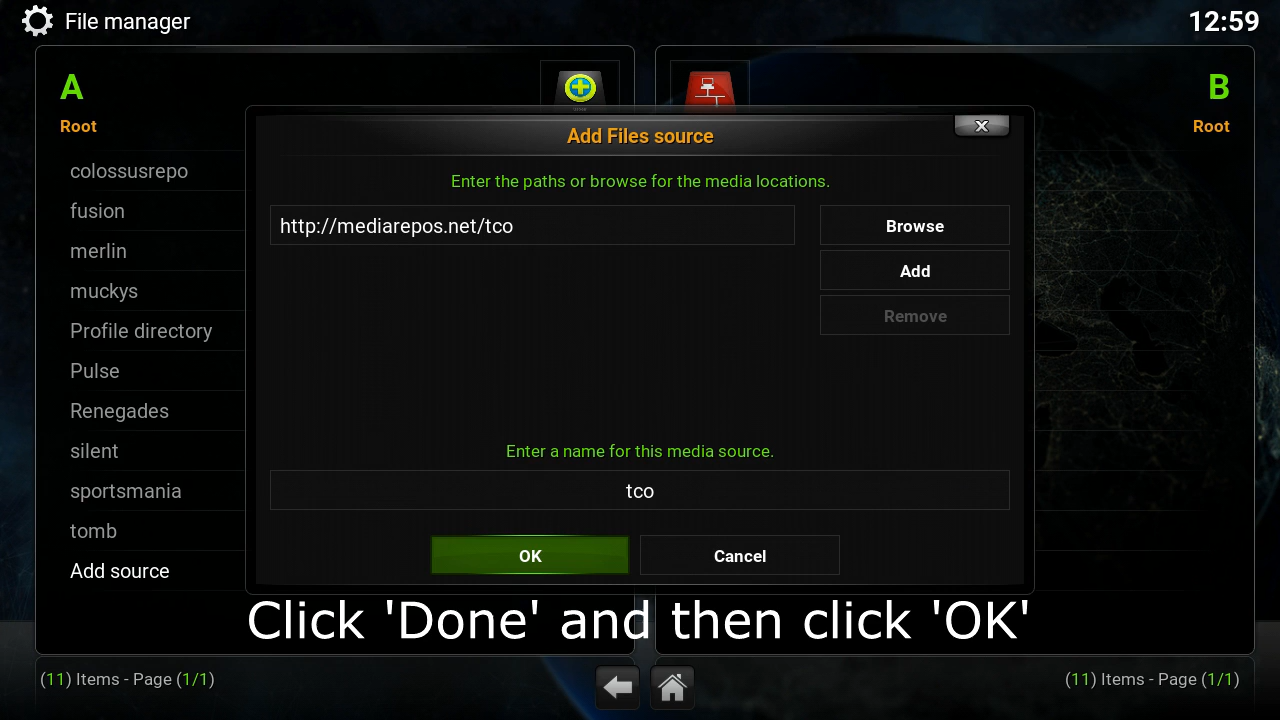 File manager
12:59
A
B
Root
Root
Add Files source
x
Enter the paths or browse for the media locations.
http://mediarepos.net/tco
Browse
Add
Remove
colossusrepo
fusion
merlin
muckys
Profile directory
Pulse
Renegades
silent
sportsmania
tomb
Add source
Enter a name for this media source.
tco
OK
Cancel
Click 'Done' and then click 'OK'
(11) Items - Page (1/1)
(11) Items - Page (1/1)